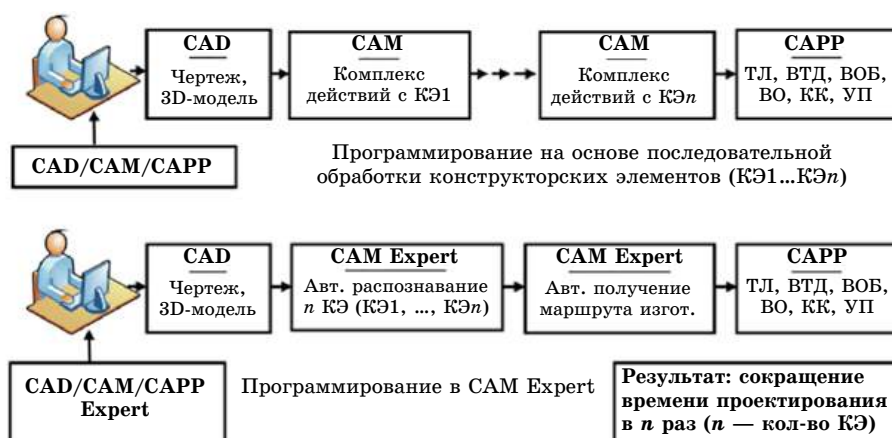 CAD
Чертеж,
3D-модель
CAM
Комплекс
действий с КЭ1
CAM
Комплекс
действий с КЭn
CAPP
ТЛ, ВТД, ВОБ,
ВО, КК, УП
CAD/CAM/CAPP
Программирование на основе последовательной
обработки конструкторских элементов (КЭ1...КЭn)
CAD
Чертеж,
3D-модель
CAM Expert
Авт. распознавание
n КЭ (КЭ1, ..., КЭn)
CAM Expert
Авт. получение
маршрута изгот.
CAPP
ТЛ, ВТД, ВОБ,
ВО, КК, УП
CAD/CAM/CAPP
Expert
Программирование в CAM Expert
Результат: сокращение
времени проектирования
в n раз (n — кол-во КЭ)